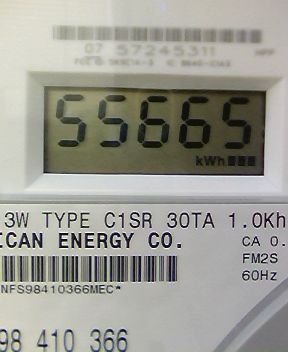 07 57245311
55665
kWh
3W TYPE C1SR 30TA 1.0Kh
ICAN ENERGY CO.
CA 0.
FM2S
60Hz
NFS98410366MEC*
98 410 366